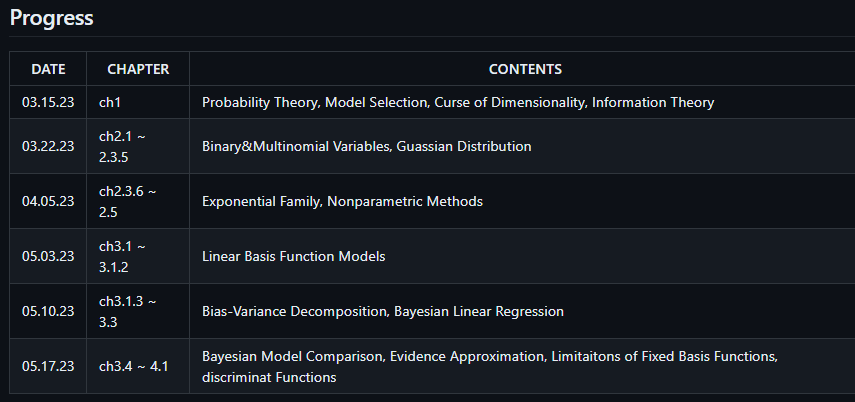 Progress
DATE CHAPTER CONTENTS
03.15.23 ch1 Probability Theory, Model Selection, Curse of Dimensionality, Information Theory
03.22.23 ch2.1 ~
2.3.5 Binary&Multinomial Variables, Guassian Distribution
04.05.23 ch2.3.6 ~
2.5 Exponential Family, Nonparametric Methods
05.03.23 ch3.1 ~
3.1.2 Linear Basis Function Models
05.10.23 ch3.1.3 ~
3.3 Bias-Variance Decomposition, Bayesian Linear Regression
05.17.23 ch3.4 ~ 4.1 Bayesian Model Comparison, Evidence Approximation, Limitaitons of Fixed Basis Functions,
discriminat Functions